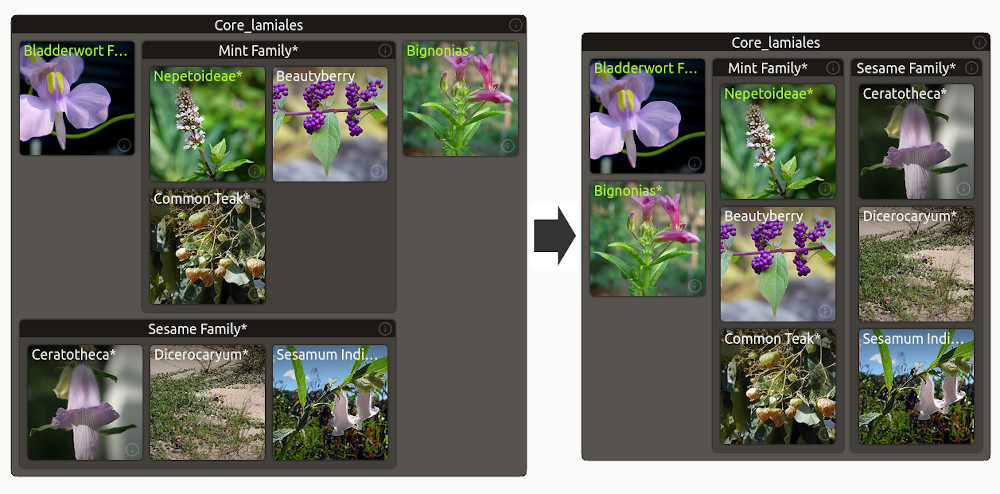 Core_lamiales
Bladderwort F...
Mint Family*
Bignonias*
Nepetoideae*
Beautyberry
Common Teak*
Sesame Family*
Ceratotheca*
Dicerocaryum*
Sesamum Indi...
Core_lamiales
Bladderwort F...
Mint Family*
Sesame Family*
Nepetoideae*
Ceratotheca*
Bignonias*
Beautyberry
Dicerocaryum*
Common Teak*
Sesamum Indi...